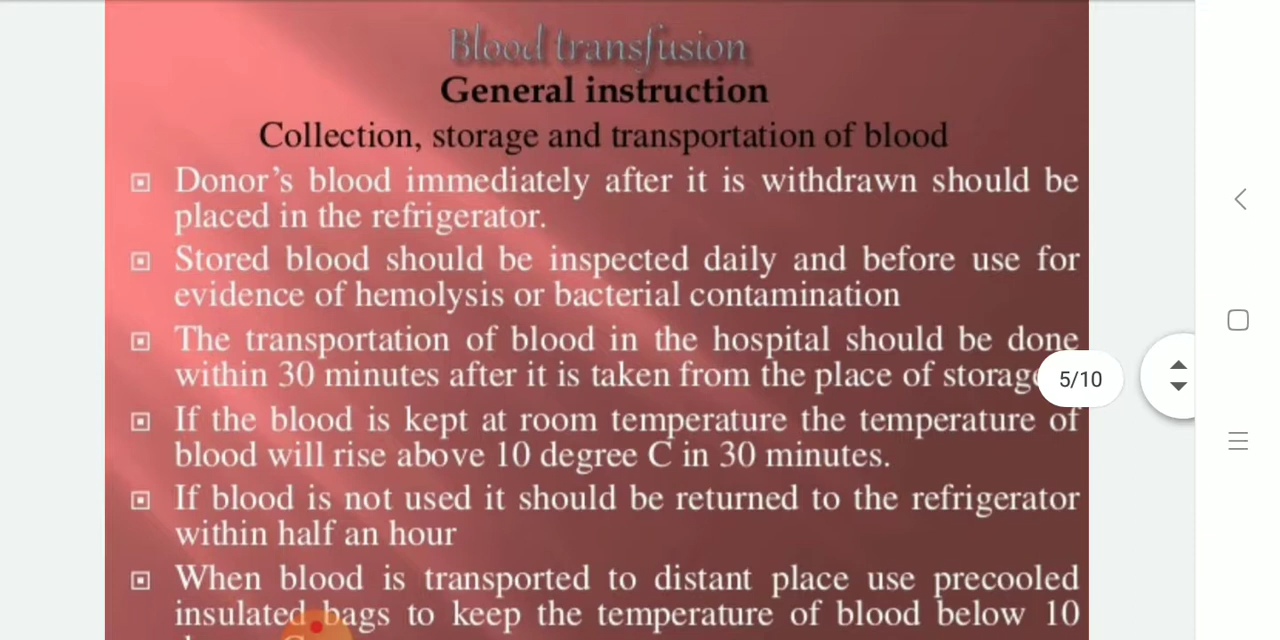 Blood transfusion
General instruction
Collection, storage and transportation of blood
Donor's blood immediately after it is withdrawn should be
placed in the refrigerator.
Stored blood should be inspected daily and before use for
evidence of hemolysis or bacterial contamination
The transportation of blood in the hospital should be done
within 30 minutes after it is taken from the place of storage
5/10
If the blood is kept at room temperature the temperature of
blood will rise above 10 degree C in 30 minutes.
If blood is not used it should be returned to the refrigerator
within half an hour
When blood is transported to distant place use precooled
insulated bags to keep the temperature of blood below 10